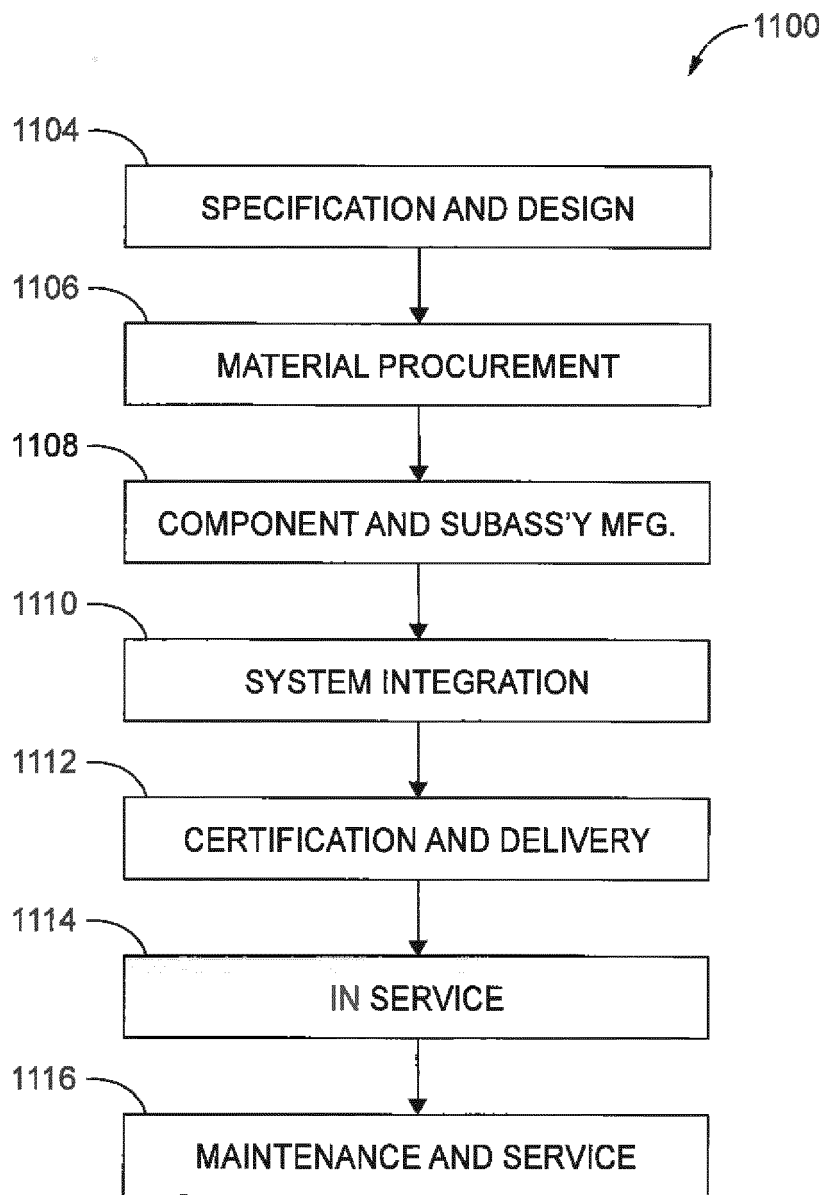 1100
1104
SPECIFICATION AND DESIGN
1106
MATERIAL PROCUREMENT
1108
COMPONENT AND SUBASS'Y MFG.
1110
SYSTEM INTEGRATION
1112
CERTIFICATION AND DELIVERY
1114
IN SERVICE
1116
MAINTENANCE AND SERVICE